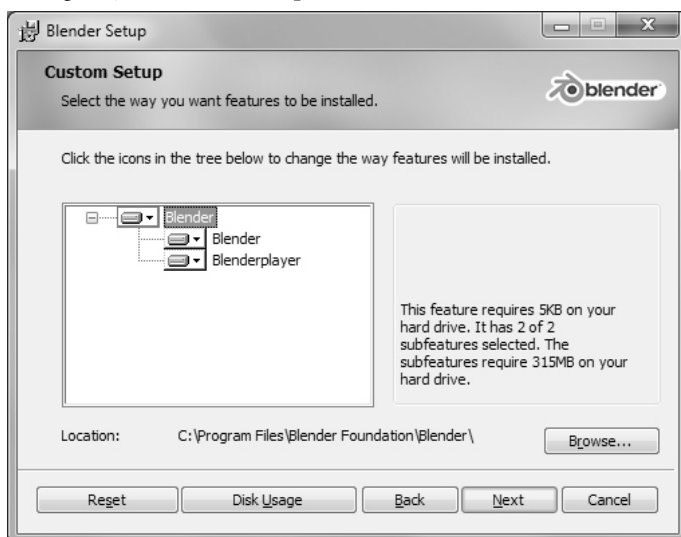 Blender Setup
Custom Setup
Select the way you want features to be installed.
blender
Click the icons in the tree below to change the way features will be installed.
Blender
Blender
Blenderplayer
This feature requires 5KB on your
hard drive. It has 2 of 2
subfeatures selected. The
subfeatures require 315MB on your
hard drive.
Location: C:\Program Files\Blender Foundation\Blender\
Browse...
Reset Disk Usage Back Next Cancel